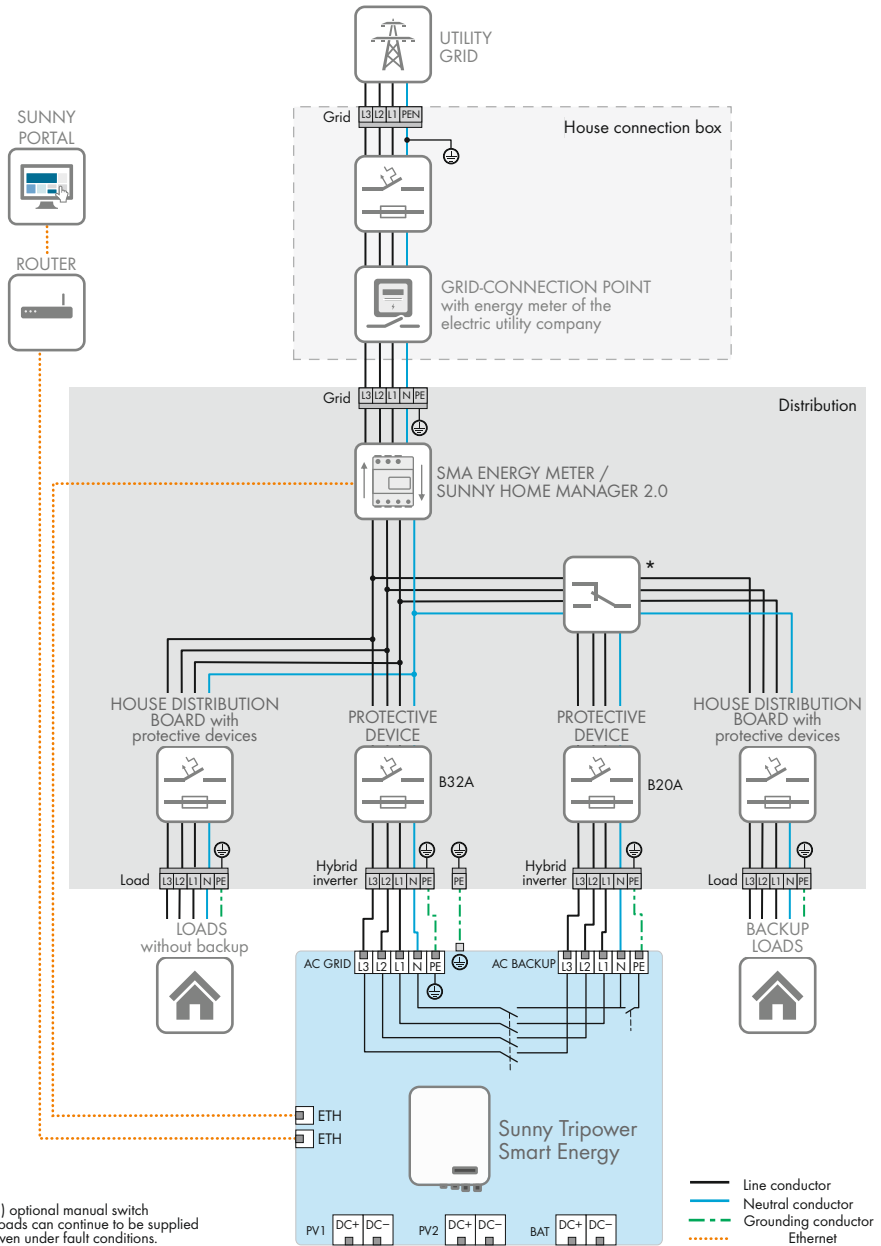 UTILITY
GRID
SUNNY
PORTAL
Grid L3 L2 L1 PEN
House connection box
ROUTER
GRID-CONNECTION POINT
with energy meter of the
electric utility company
Grid L3 L2 L1 N PE
Distribution
SMA ENERGY METER /
SUNNY HOME MANAGER 2.0
*
HOUSE DISTRIBUTION
BOARD with
protective devices
PROTECTIVE
DEVICE
PROTECTIVE
DEVICE
HOUSE DISTRIBUTION
BOARD with
protective devices
B32A
B20A
Load L3 L2 L1 N PE
Hybrid
inverter L3 L2 L1 N PE
PE
Hybrid
inverter L3 L2 L1 N PE
Load L3 L2 L1 N PE
LOADS
without backup
BACKUP
LOADS
AC GRID L3 L2 L1 N PE
AC BACKUP L3 L2 L1 N PE
ETH
ETH
Sunny Tripower
Smart Energy
) optional manual switch
oads can continue to be supplied
ven under fault conditions.
PV1 DC+ DC−
PV2 DC+ DC−
BAT DC+ DC−
Line conductor
Neutral conductor
Grounding conductor
Ethernet